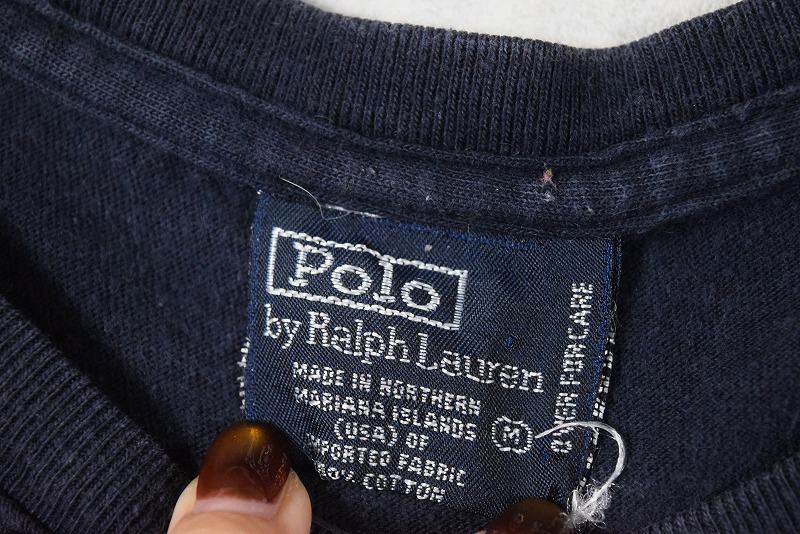 Polo
by Ralph Lauren
MADE IN NORTHERN
MARIANA ISLANDS
(USA) OF
IMPORTED FABRIC
COTTON
M
OVER FOR CARE